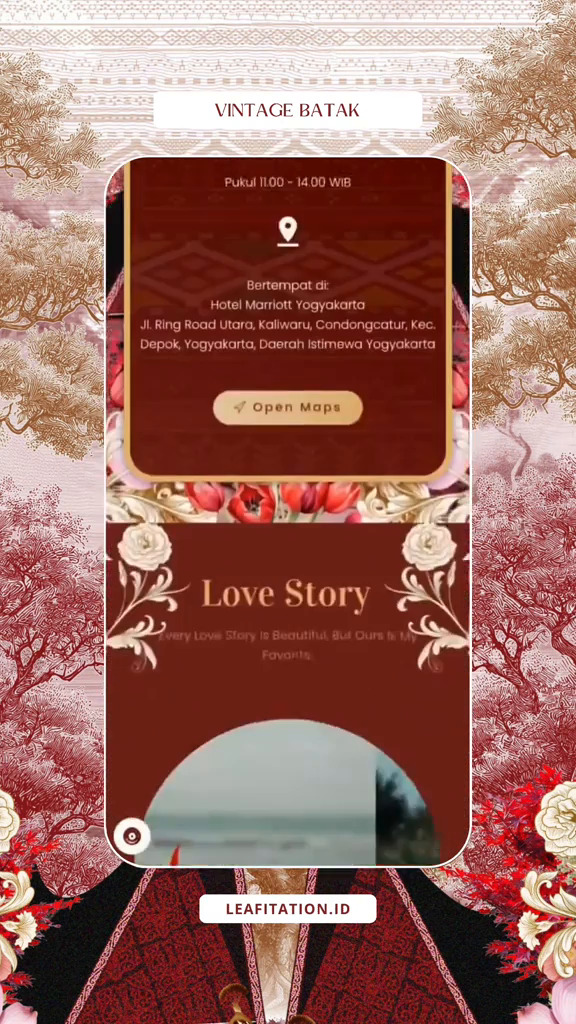 VINTAGE BATAK
Pukul 11.00 - 14.00 WIB
Bertempat di:
Hotel Marriott Yogyakarta
Jl. Ring Road Utara, Kaliwaru, Condongcatur, Kec.
Depok, Yogyakarta, Daerah Istimewa Yogyakarta
Open Maps
Love Story
Every Love Story Is Beautiful, But Ours Is My
Favorite.
LEAFITATION.ID